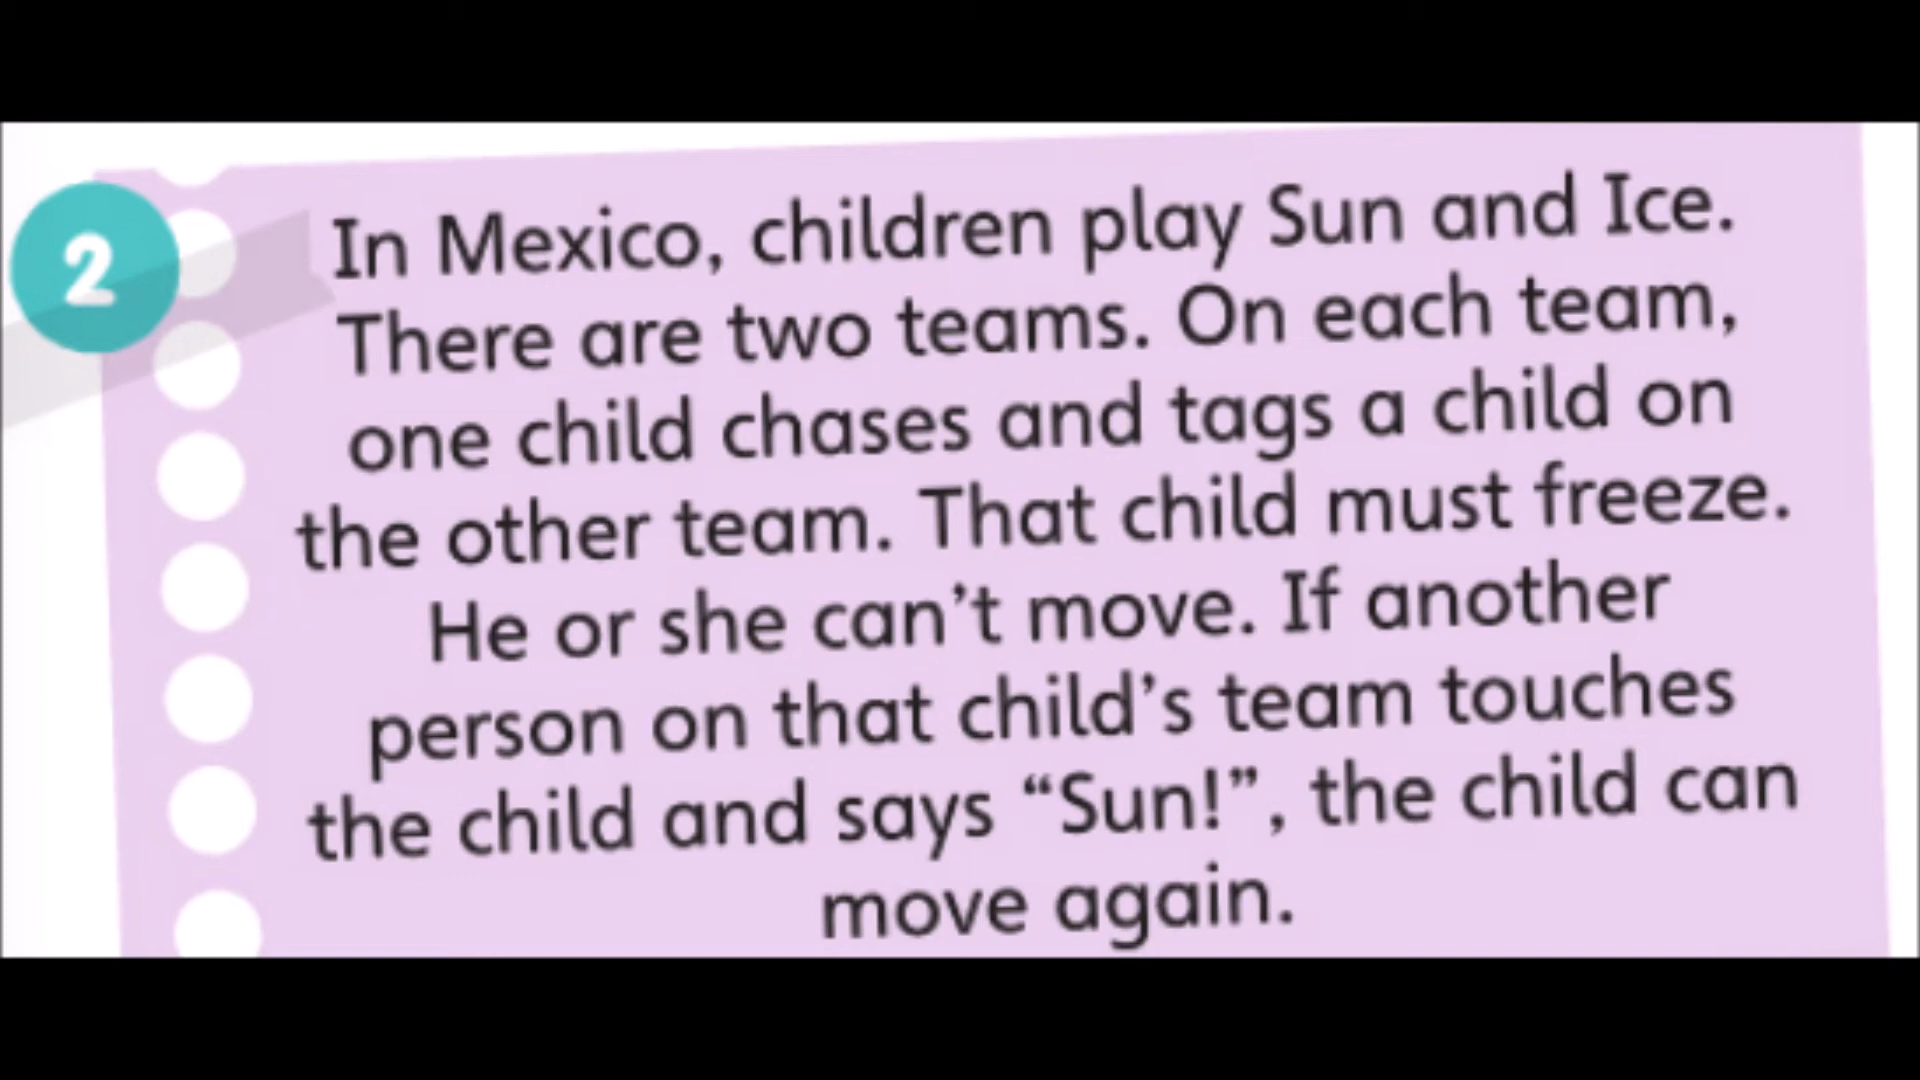 2
In Mexico, children play Sun and Ice.
There are two teams. On each team,
one child chases and tags a child on
the other team. That child must freeze.
He or she can’t move. If another
person on that child’s team touches
the child and says “Sun!”, the child can
move again.